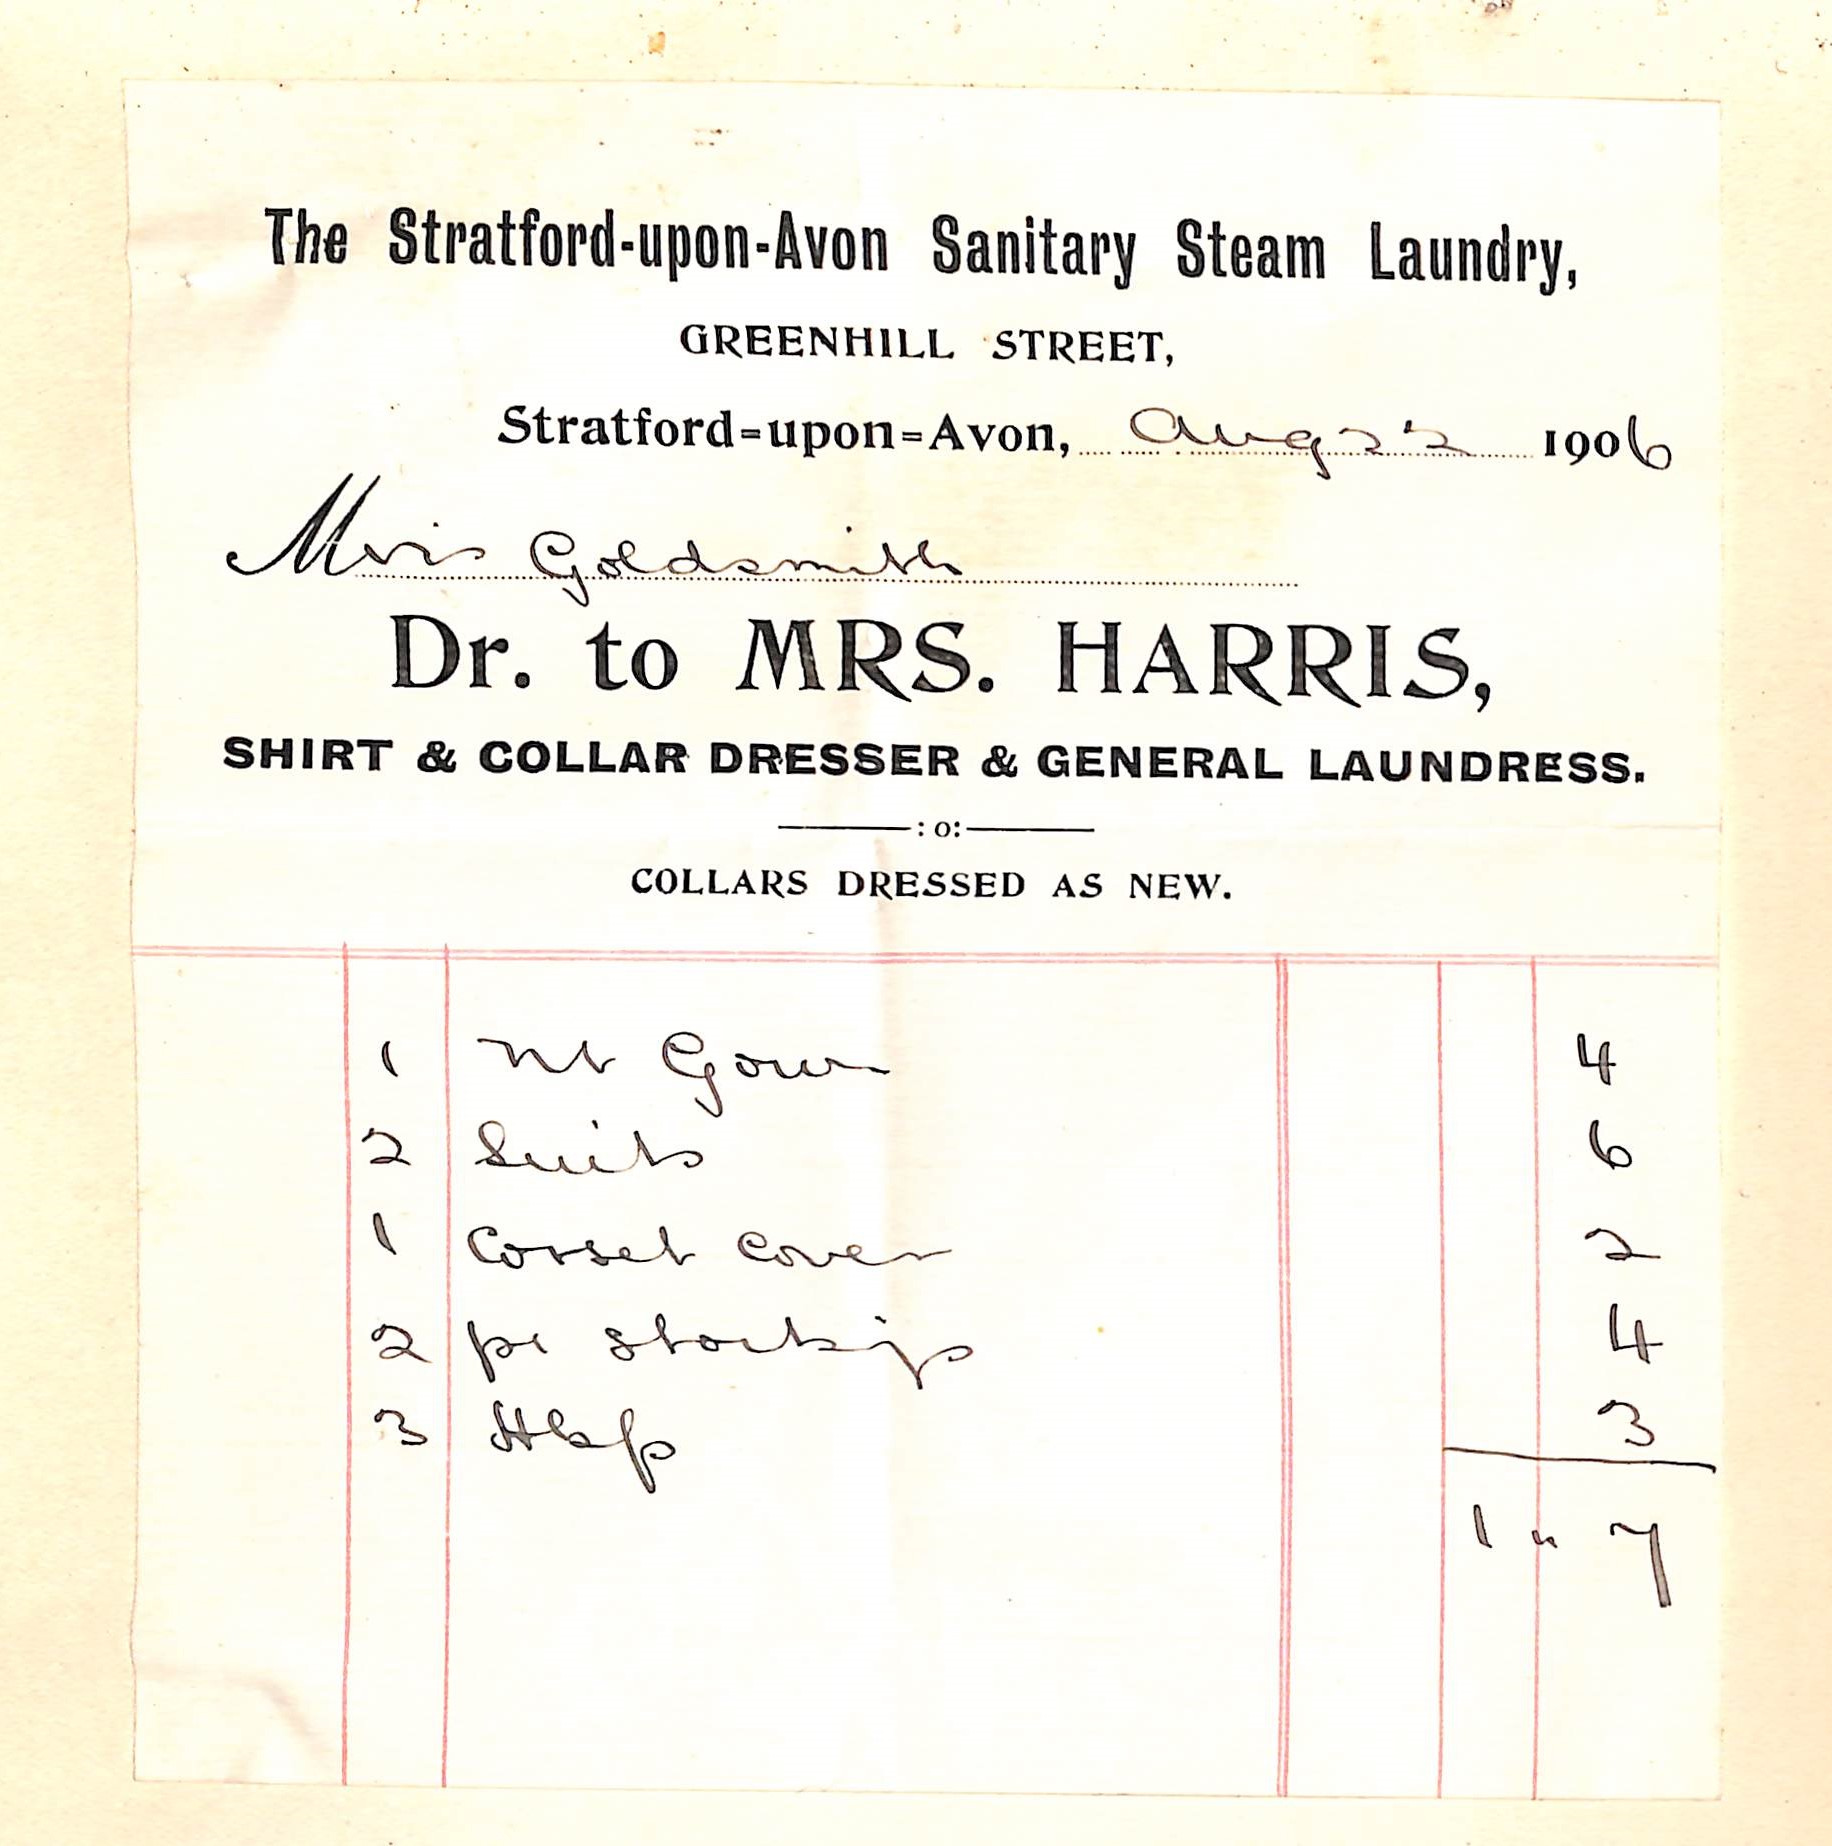 The Stratford-upon-Avon Sanitary Steam Laundry,
GREENHILL STREET,
Stratford=upon=Avon, Aug 22 1906
Miss Goldsmith
Dr. to MRS. HARRIS,
SHIRT & COLLAR DRESSER & GENERAL LAUNDRESS.
:o:
COLLARS DRESSED AS NEW.
1 Nt Gown 4
2 Suits 6
1 Corset cover 2
2 pr stockings 4
3 Hkfs 3
1 " 7